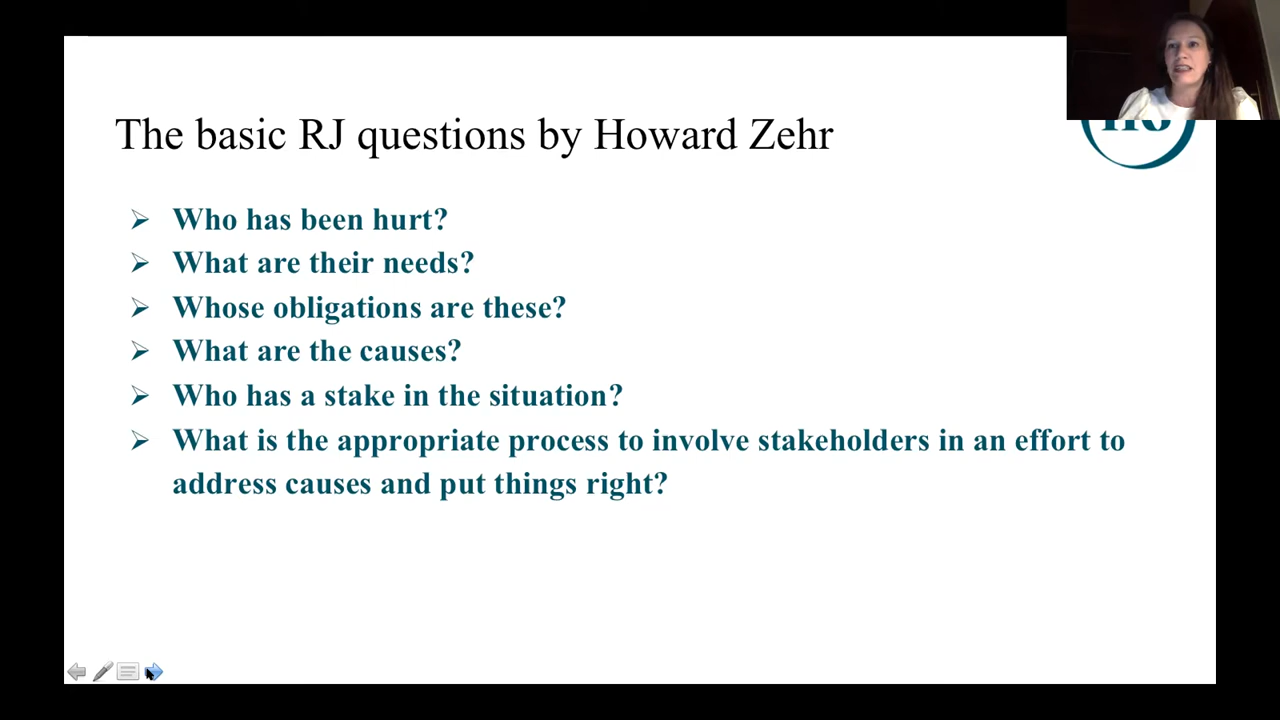 The basic RJ questions by Howard Zehr
Who has been hurt?
What are their needs?
Whose obligations are these?
What are the causes?
Who has a stake in the situation?
What is the appropriate process to involve stakeholders in an effort to
address causes and put things right?